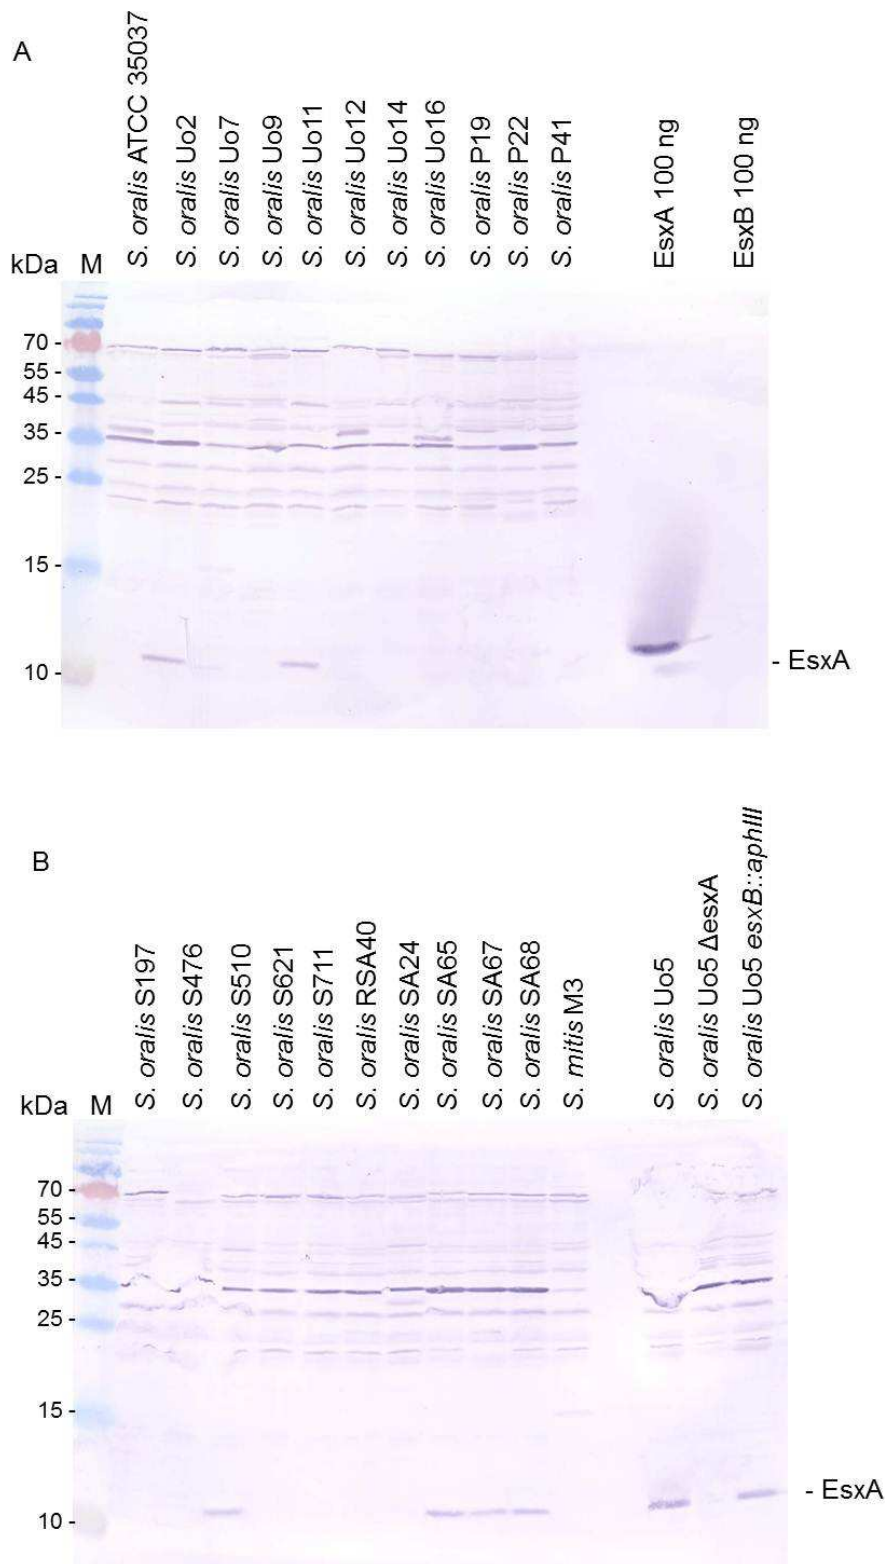 A
S. oralis ATCC 35037
S. oralis Uo2
S. oralis Uo7
S. oralis Uo9
S. oralis Uo11
S. oralis Uo12
S. oralis Uo14
S. oralis Uo16
S. oralis P19
S. oralis P22
S. oralis P41
EsxA 100 ng
EsxB 100 ng
kDa M
70 -
55 -
45 -
35 -
25 -
15 -
10 -
- EsxA
B
S. oralis S197
S. oralis S476
S. oralis S510
S. oralis S621
S. oralis S711
S. oralis RSA40
S. oralis SA24
S. oralis SA65
S. oralis SA67
S. oralis SA68
S. mitis M3
S. oralis Uo5
S. oralis Uo5 ΔesxA
S. oralis Uo5 esxB::aphIII
kDa M
70 -
55 -
45 -
35 -
25 -
15 -
10 -
- EsxA